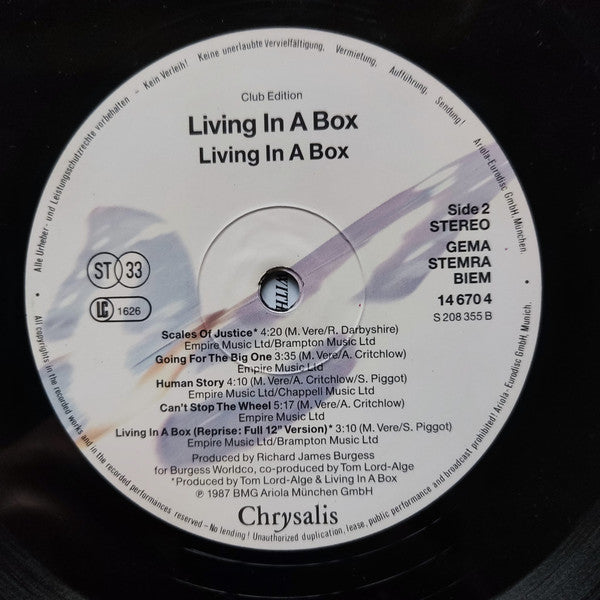 Alle Urheber- und Leistungsschutzrechte vorbehalten – Kein Verleih! Keine unerlaubte Vervielfältigung, Vermietung, Aufführung, Sendung! Ariola-Eurodisc GmbH, München.
Club Edition
Living In A Box
Living In A Box
Side 2
STEREO
GEMA
STEMRA
BIEM
14 670 4
S 208 355 B
ST 33
LC 1626
WITH
Scales Of Justice* 4:20 (M. Vere/R. Darbyshire)
Empire Music Ltd/Brampton Music Ltd
Going For The Big One 3:35 (M. Vere/A. Critchlow)
Empire Music Ltd
Human Story 4:10 (M. Vere/A. Critchlow/S. Piggot)
Empire Music Ltd/Chappell Music Ltd
Can't Stop The Wheel 5:17 (M. Vere/A. Critchlow)
Empire Music Ltd
Living In A Box (Reprise: Full 12" Version)* 3:10 (M. Vere/S. Piggot)
Empire Music Ltd/Brampton Music Ltd
Produced by Richard James Burgess
for Burgess Worldco, co-produced by Tom Lord-Alge
*Produced by Tom Lord-Alge & Living In A Box
℗ 1987 BMG Ariola München GmbH
Chrysalis
All copyrights in the recorded works and in the recorded performances reserved – No lending! Unauthorized duplication, lease, public performance and broadcast prohibited! Ariola-Eurodisc GmbH, Munich.